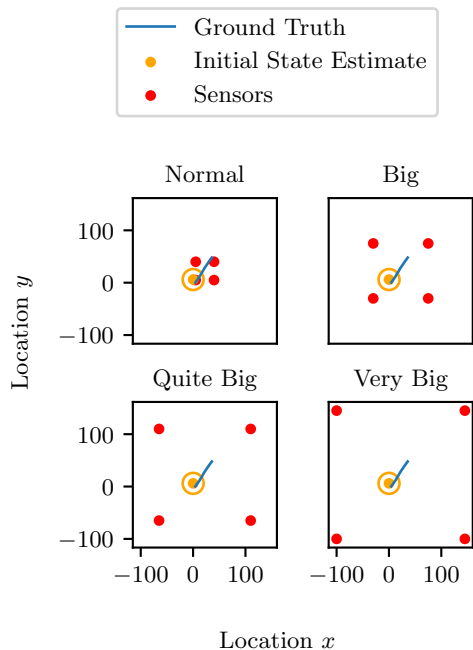 Ground Truth
Initial State Estimate
Sensors
Normal
Big
100
0
−100
Location y
Quite Big
Very Big
100
0
−100
−100 0 100
−100 0 100
Location x